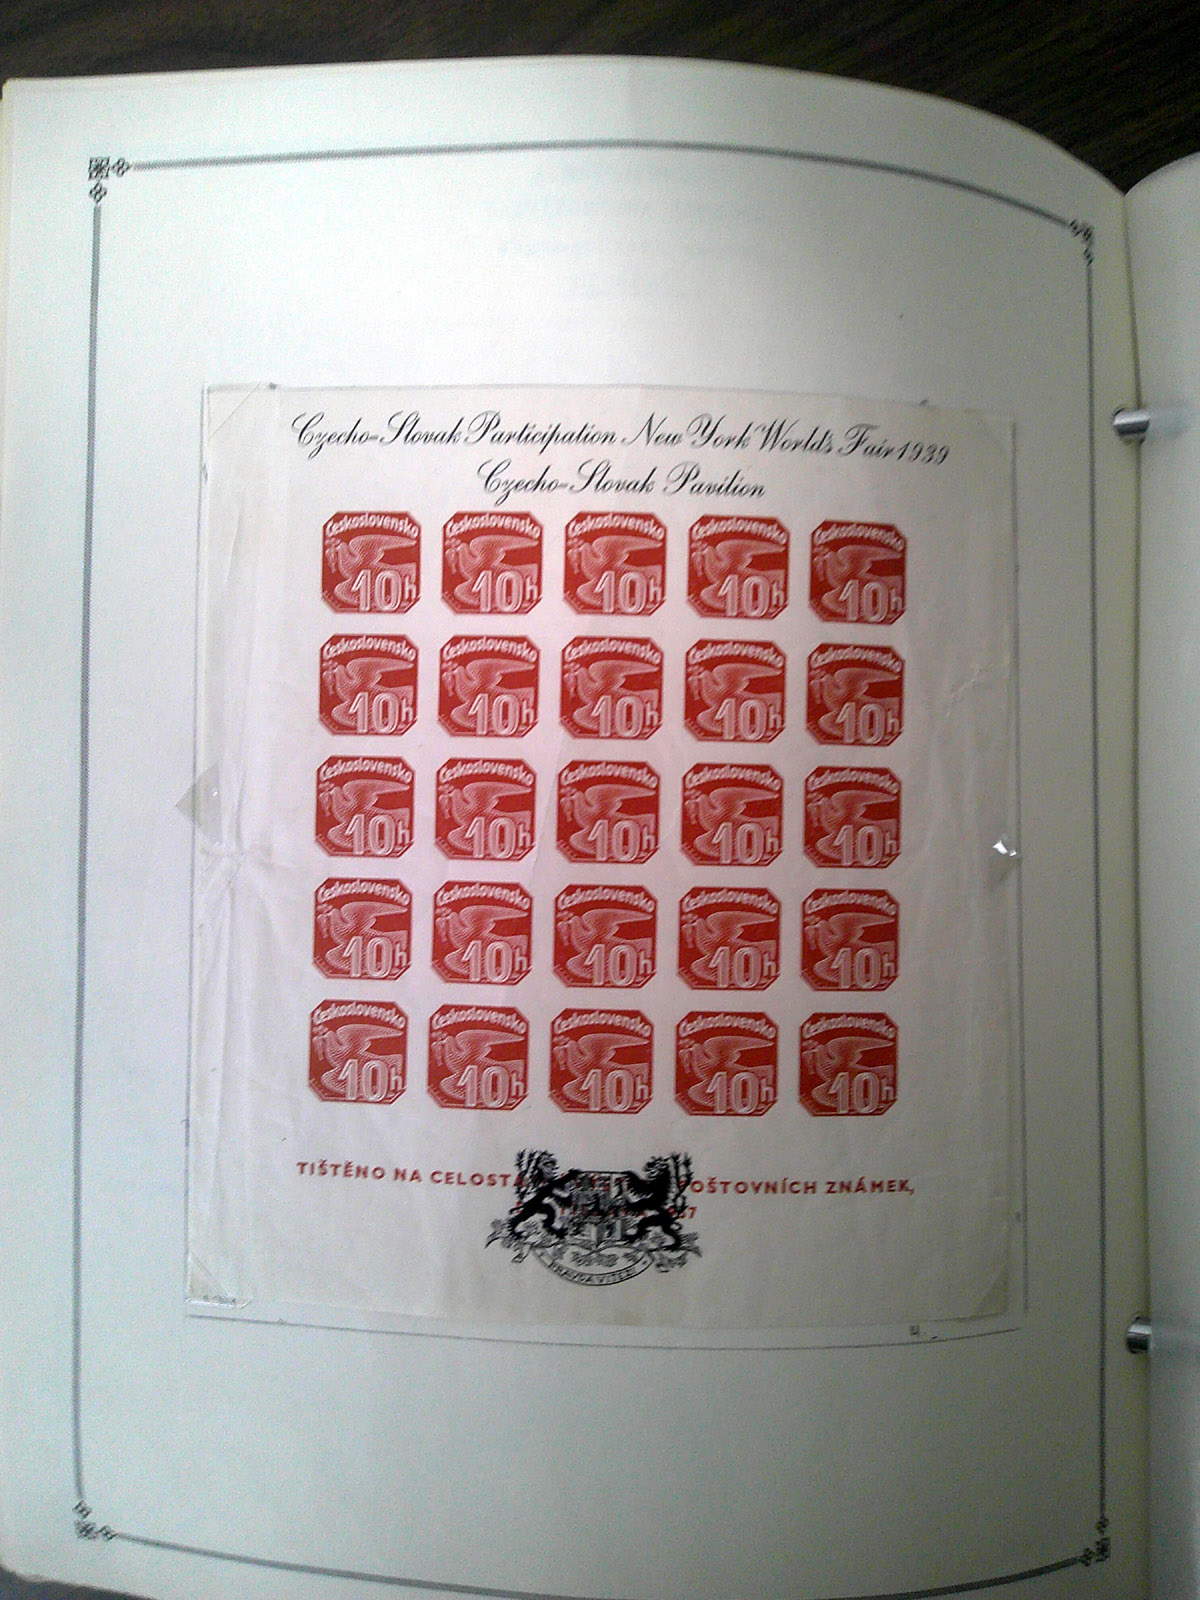 Czecho-Slovak Participation New York World's Fair 1939
Czecho-Slovak Pavilion
Československo Československo Československo Československo Československo
10h 10h 10h 10h 10h
Československo Československo Československo Československo Československo
10h 10h 10h 10h 10h
Československo Československo Československo Československo Československo
10h 10h 10h 10h 10h
Československo Československo Československo Československo Československo
10h 10h 10h 10h 10h
Československo Československo Československo Československo Československo
10h 10h 10h 10h 10h
TIŠTĚNO NA POŠTOVNÍCH ZNÁMEK,
PRAVDA VÍTĚZÍ